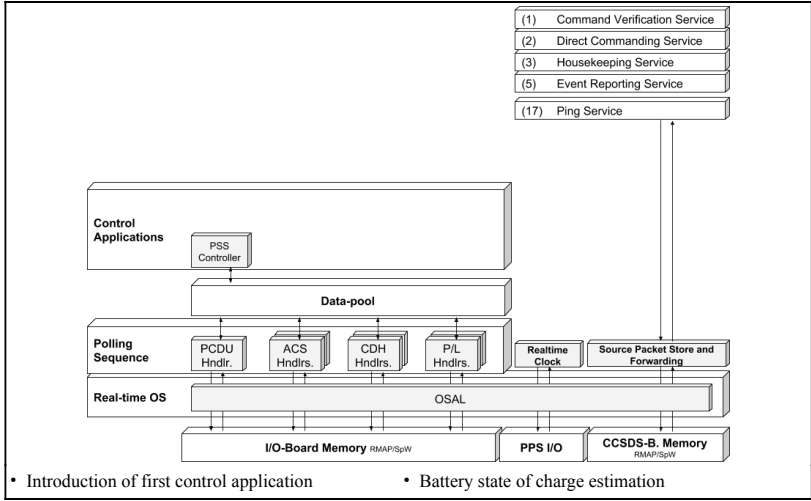 (1) Command Verification Service
(2) Direct Commanding Service
(3) Housekeeping Service
(5) Event Reporting Service
(17) Ping Service
Control
Applications
PSS
Controller
Data-pool
Polling
Sequence
PCDU
Hndlr.
ACS
Hndlrs.
CDH
Hndlrs.
P/L
Hndlrs.
Realtime
Clock
Source Packet Store and
Forwarding
Real-time OS
OSAL
I/O-Board Memory RMAP/SpW
PPS I/O
CCSDS-B. Memory
RMAP/SpW
• Introduction of first control application
• Battery state of charge estimation